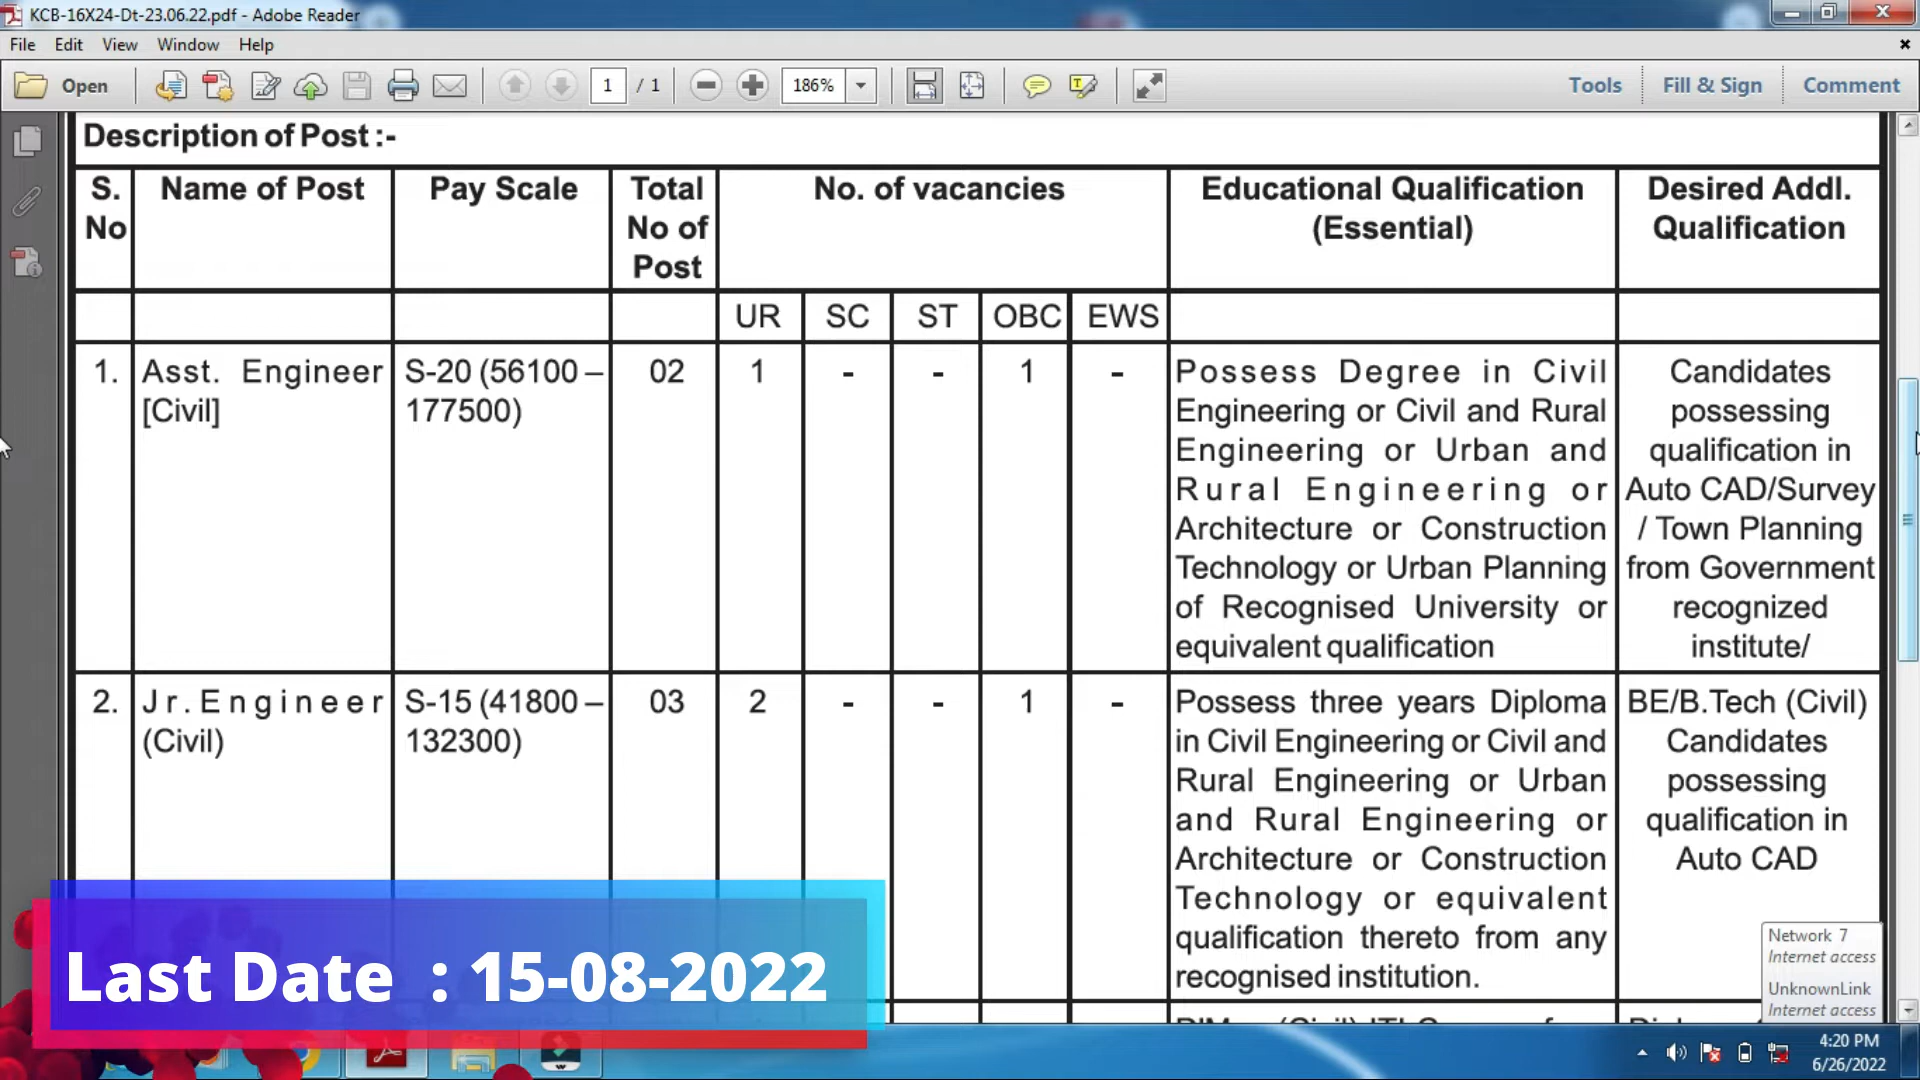 KCB-16X24-Dt-23.06.22.pdf - Adobe Reader
File Edit View Window Help
Open 1 / 1 186% Tools Fill & Sign Comment
Description of Post :-
S. No
Name of Post
Pay Scale
Total No of Post
No. of vacancies
Educational Qualification
(Essential)
Desired Addl.
Qualification
UR SC ST OBC EWS
1.
Asst. Engineer
[Civil]
S-20 (56100 –
177500)
02 1 - - 1 -
Possess Degree in Civil
Engineering or Civil and Rural
Engineering or Urban and
Rural Engineering or
Architecture or Construction
Technology or Urban Planning
of Recognised University or
equivalent qualification
Candidates
possessing
qualification in
Auto CAD/Survey
/ Town Planning
from Government
recognized
institute/
2.
Jr. Engineer
(Civil)
S-15 (41800 –
132300)
03 2 - - 1 -
Possess three years Diploma
in Civil Engineering or Civil and
Rural Engineering or Urban
and Rural Engineering or
Architecture or Construction
Technology or equivalent
qualification thereto from any
recognised institution.
BE/B.Tech (Civil)
Candidates
possessing
qualification in
Auto CAD
Last Date : 15-08-2022
Network 7
Internet access
UnknownLink
Internet access
4:20 PM
6/26/2022